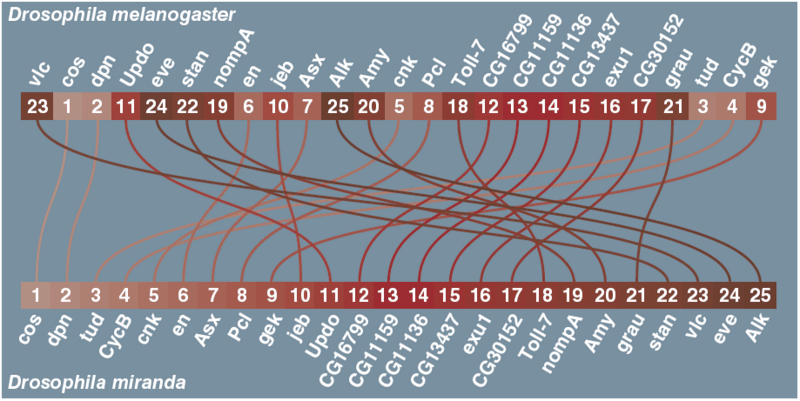 Drosophila melanogaster
vlc cos dpn Updo eve stan nompA en jeb Asx Alk Amy cnk Pcl Toll-7 CG16799 CG11159 CG11136 CG13437 exu1 CG30152 grau tud CycB gek
23 1 2 11 24 22 19 6 10 7 25 20 5 8 18 12 13 14 15 16 17 21 3 4 9
1 2 3 4 5 6 7 8 9 10 11 12 13 14 15 16 17 18 19 20 21 22 23 24 25
cos dpn tud CycB cnk en Asx Pcl gek jeb Updo CG16799 CG11159 CG11136 CG13437 exu1 CG30152 Toll-7 nompA Amy grau stan vlc eve Alk
Drosophila miranda